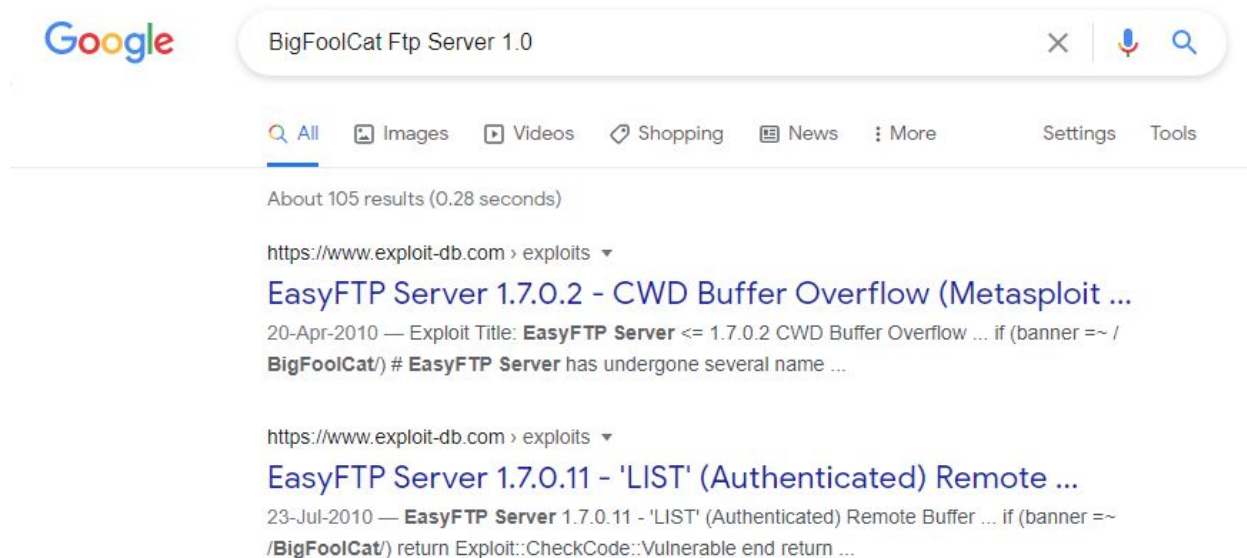 Google
BigFoolCat Ftp Server 1.0
All Images Videos Shopping News More Settings Tools
About 105 results (0.28 seconds)
https://www.exploit-db.com › exploits
EasyFTP Server 1.7.0.2 - CWD Buffer Overflow (Metasploit ...
20-Apr-2010 — Exploit Title: EasyFTP Server <= 1.7.0.2 CWD Buffer Overflow ... if (banner =~ /
BigFoolCat/) # EasyFTP Server has undergone several name ...
https://www.exploit-db.com › exploits
EasyFTP Server 1.7.0.11 - 'LIST' (Authenticated) Remote ...
23-Jul-2010 — EasyFTP Server 1.7.0.11 - 'LIST' (Authenticated) Remote Buffer ... if (banner =~
/BigFoolCat/) return Exploit::CheckCode::Vulnerable end return ...